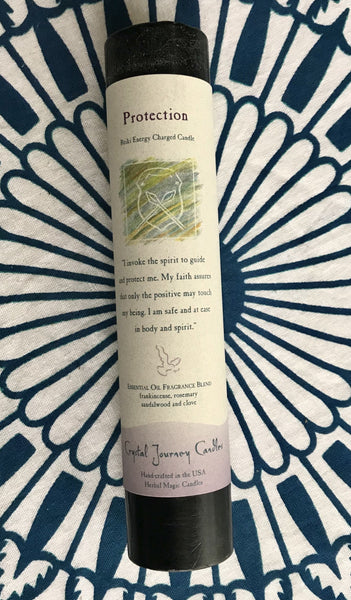 Protection
Reiki Energy Charged Candle
"I invoke the spirit to guide
and protect me. My faith assures
that only the positive may touch
my being. I am safe and at ease
in body and spirit."
Essential Oil Fragrance Blend
frankincense, rosemary
sandalwood and clove
Crystal Journey Candles
Handcrafted in the USA
Herbal Magic Candles